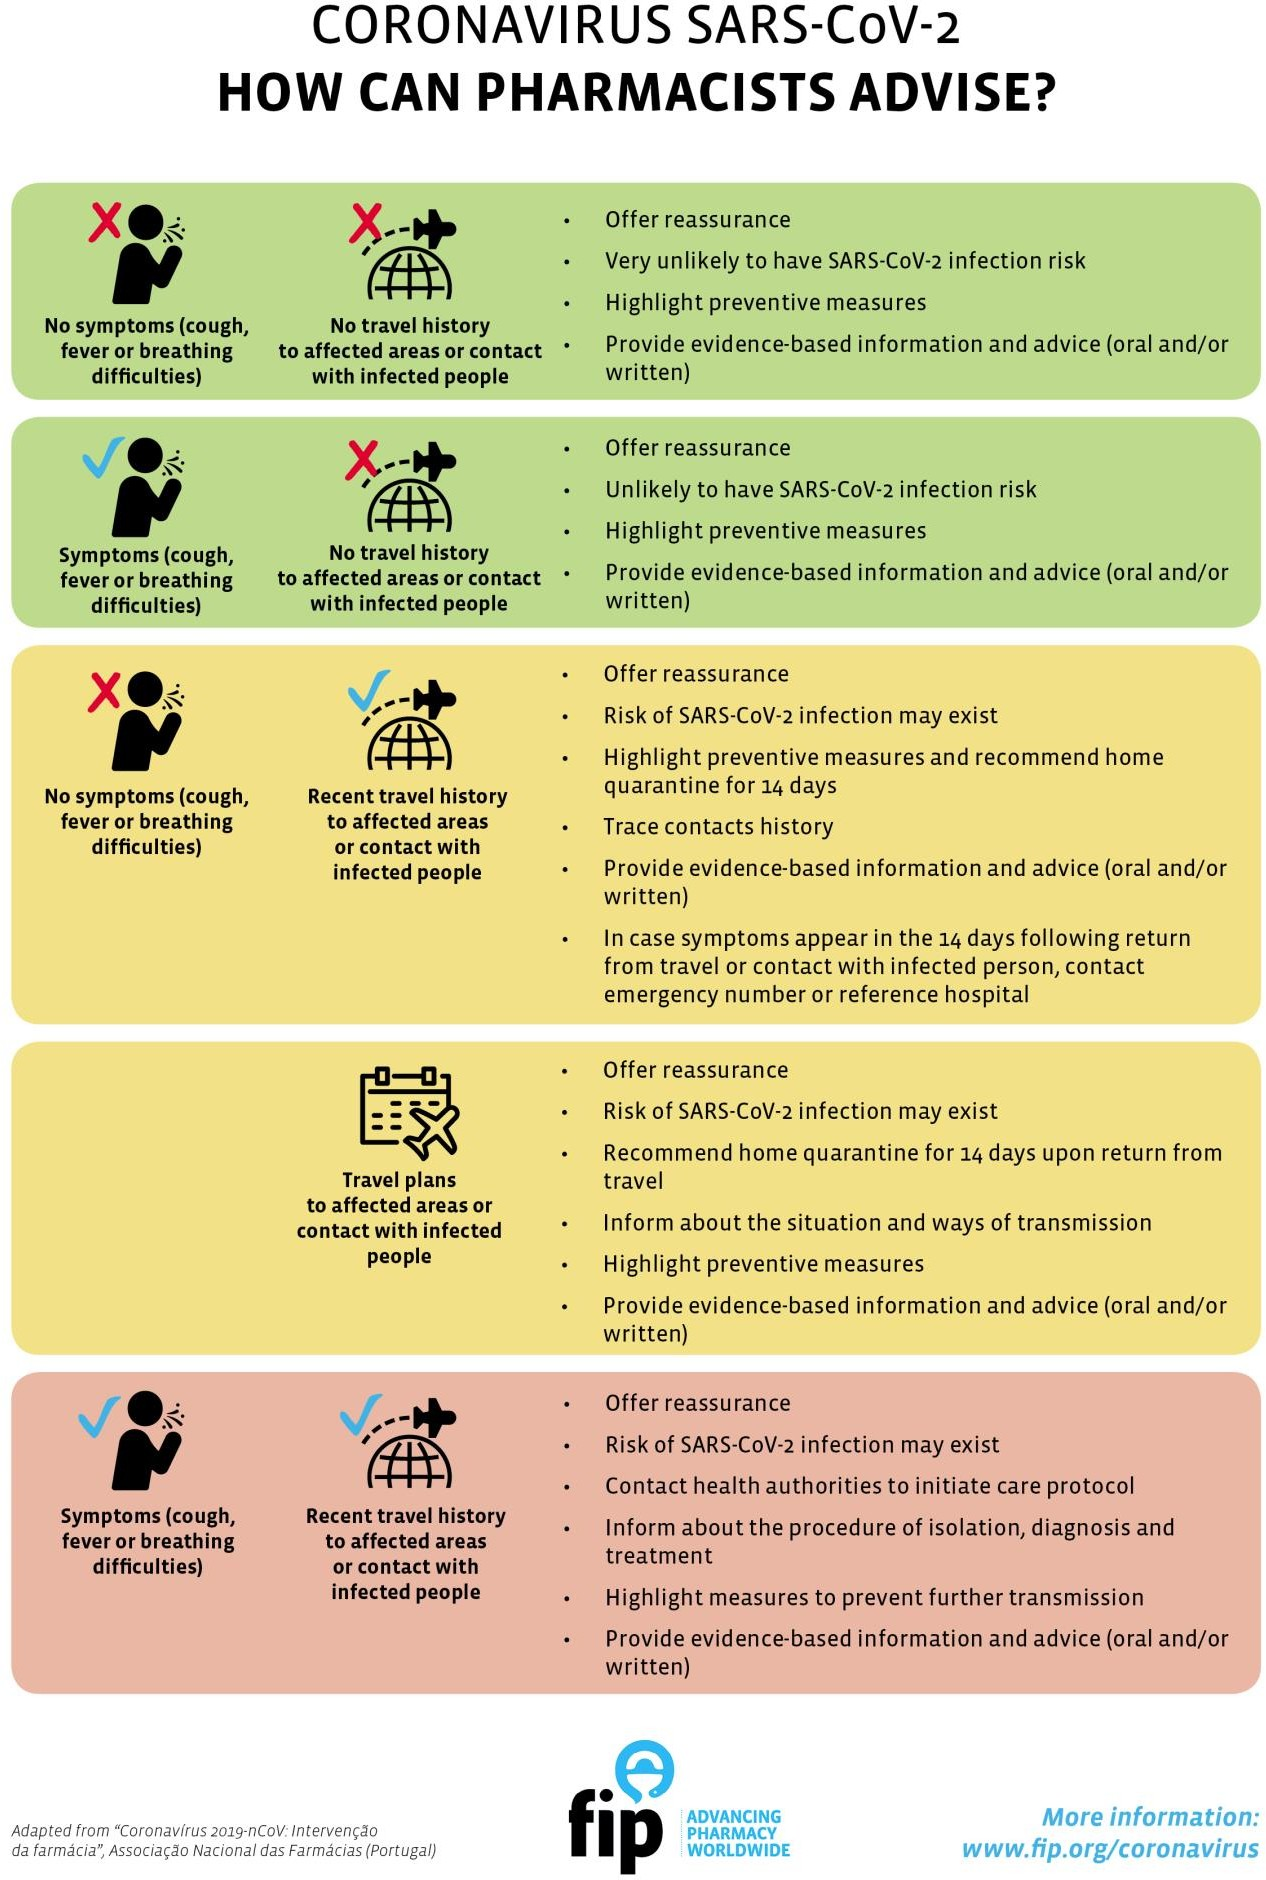 CORONAVIRUS SARS-CoV-2
HOW CAN PHARMACISTS ADVISE?
No symptoms (cough,
fever or breathing
difficulties)
No travel history
to affected areas or contact
with infected people
• Offer reassurance
• Very unlikely to have SARS-CoV-2 infection risk
• Highlight preventive measures
• Provide evidence-based information and advice (oral and/or
written)
Symptoms (cough,
fever or breathing
difficulties)
No travel history
to affected areas or contact
with infected people
• Offer reassurance
• Unlikely to have SARS-CoV-2 infection risk
• Highlight preventive measures
• Provide evidence-based information and advice (oral and/or
written)
No symptoms (cough,
fever or breathing
difficulties)
Recent travel history
to affected areas
or contact with
infected people
• Offer reassurance
• Risk of SARS-CoV-2 infection may exist
• Highlight preventive measures and recommend home
quarantine for 14 days
• Trace contacts history
• Provide evidence-based information and advice (oral and/or
written)
• In case symptoms appear in the 14 days following return
from travel or contact with infected person, contact
emergency number or reference hospital
Travel plans
to affected areas or
contact with infected
people
• Offer reassurance
• Risk of SARS-CoV-2 infection may exist
• Recommend home quarantine for 14 days upon return from
travel
• Inform about the situation and ways of transmission
• Highlight preventive measures
• Provide evidence-based information and advice (oral and/or
written)
Symptoms (cough,
fever or breathing
difficulties)
Recent travel history
to affected areas
or contact with
infected people
• Offer reassurance
• Risk of SARS-CoV-2 infection may exist
• Contact health authorities to initiate care protocol
• Inform about the procedure of isolation, diagnosis and
treatment
• Highlight measures to prevent further transmission
• Provide evidence-based information and advice (oral and/or
written)
Adapted from “Coronavírus 2019-nCoV: Intervenção
da farmácia”, Associação Nacional das Farmácias (Portugal)
fip
ADVANCING
PHARMACY
WORLDWIDE
More information:
www.fip.org/coronavirus